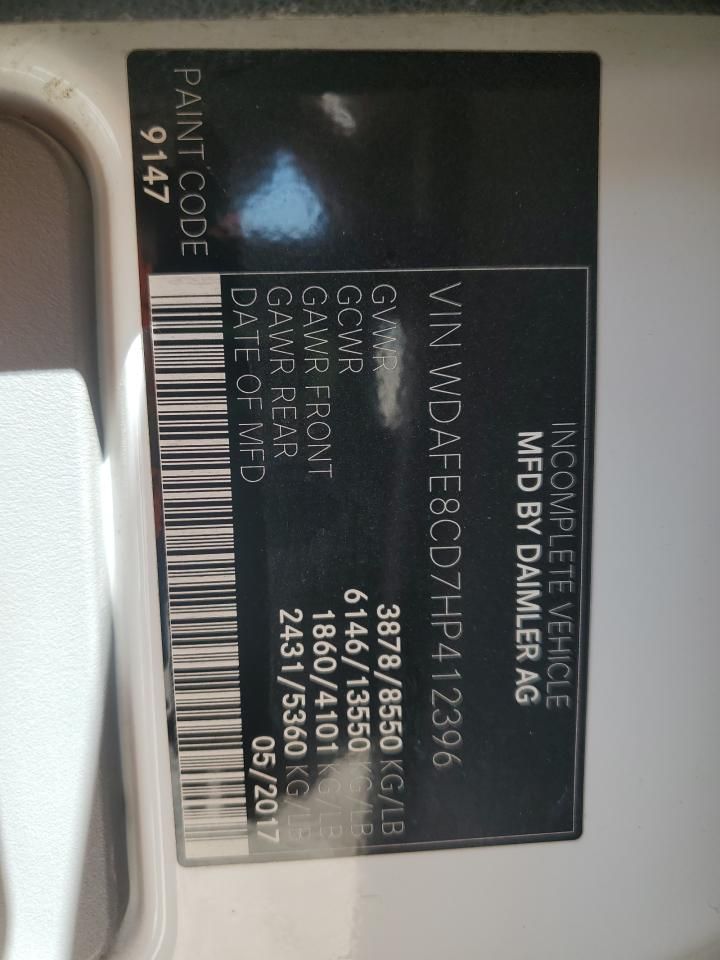 INCOMPLETE VEHICLE
MFD BY DAIMLER AG
VIN WDAFE8CD7HP412396
GVWR 3878/8550 KG/LB
GCWR 6146/13550 KG/LB
GAWR FRONT 1860/4101 KG/LB
GAWR REAR 2431/5360 KG/LB
DATE OF MFD 05/2017
PAINT CODE
9147